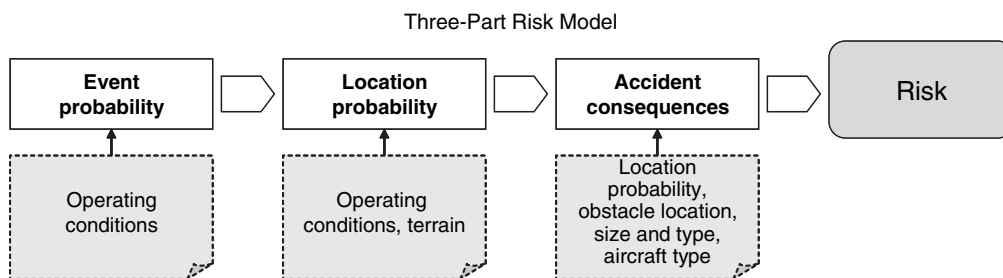 Three-Part Risk Model
Event
probability
Location
probability
Accident
consequences
Risk
Operating
conditions
Operating
conditions, terrain
Location
probability,
obstacle location,
size and type,
aircraft type